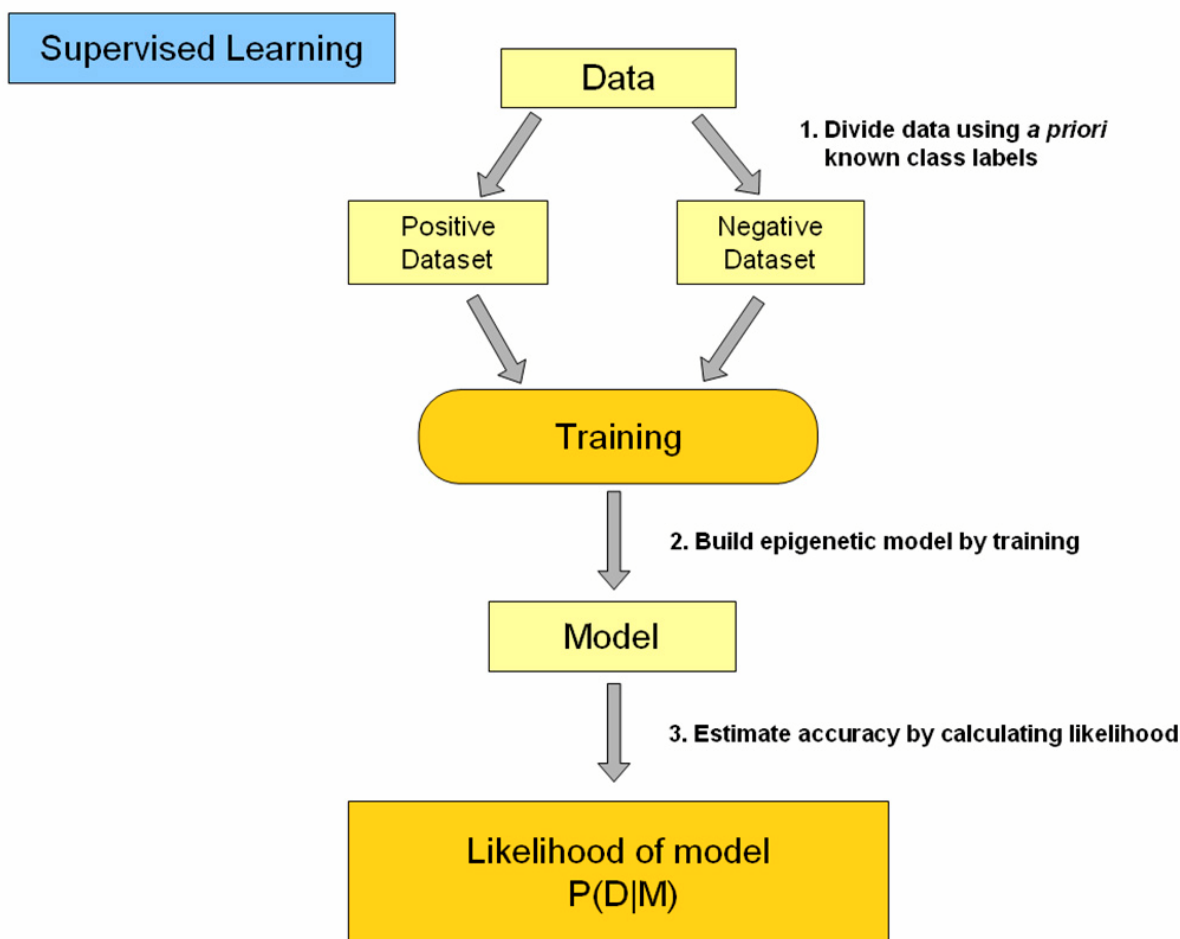 Supervised Learning
Data
1. Divide data using a priori
known class labels
Positive
Dataset
Negative
Dataset
Training
2. Build epigenetic model by training
Model
3. Estimate accuracy by calculating likelihood
Likelihood of model
P(D|M)